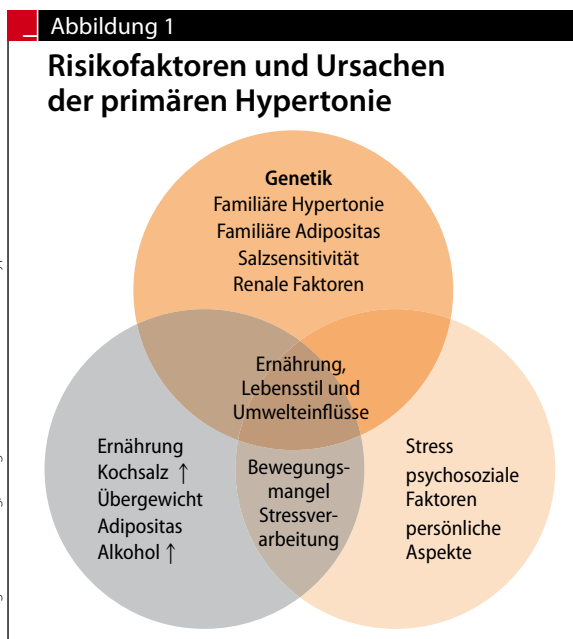 Abbildung 1
Risikofaktoren und Ursachen
der primären Hypertonie
Genetik
Familiäre Hypertonie
Familiäre Adipositas
Salzsensitivität
Renale Faktoren
Ernährung,
Lebensstil und
Umwelteinflüsse
Ernährung
Kochsalz ↑
Übergewicht
Adipositas
Alkohol ↑
Bewegungs-
mangel
Stressver-
arbeitung
Stress
psychosoziale
Faktoren
persönliche
Aspekte